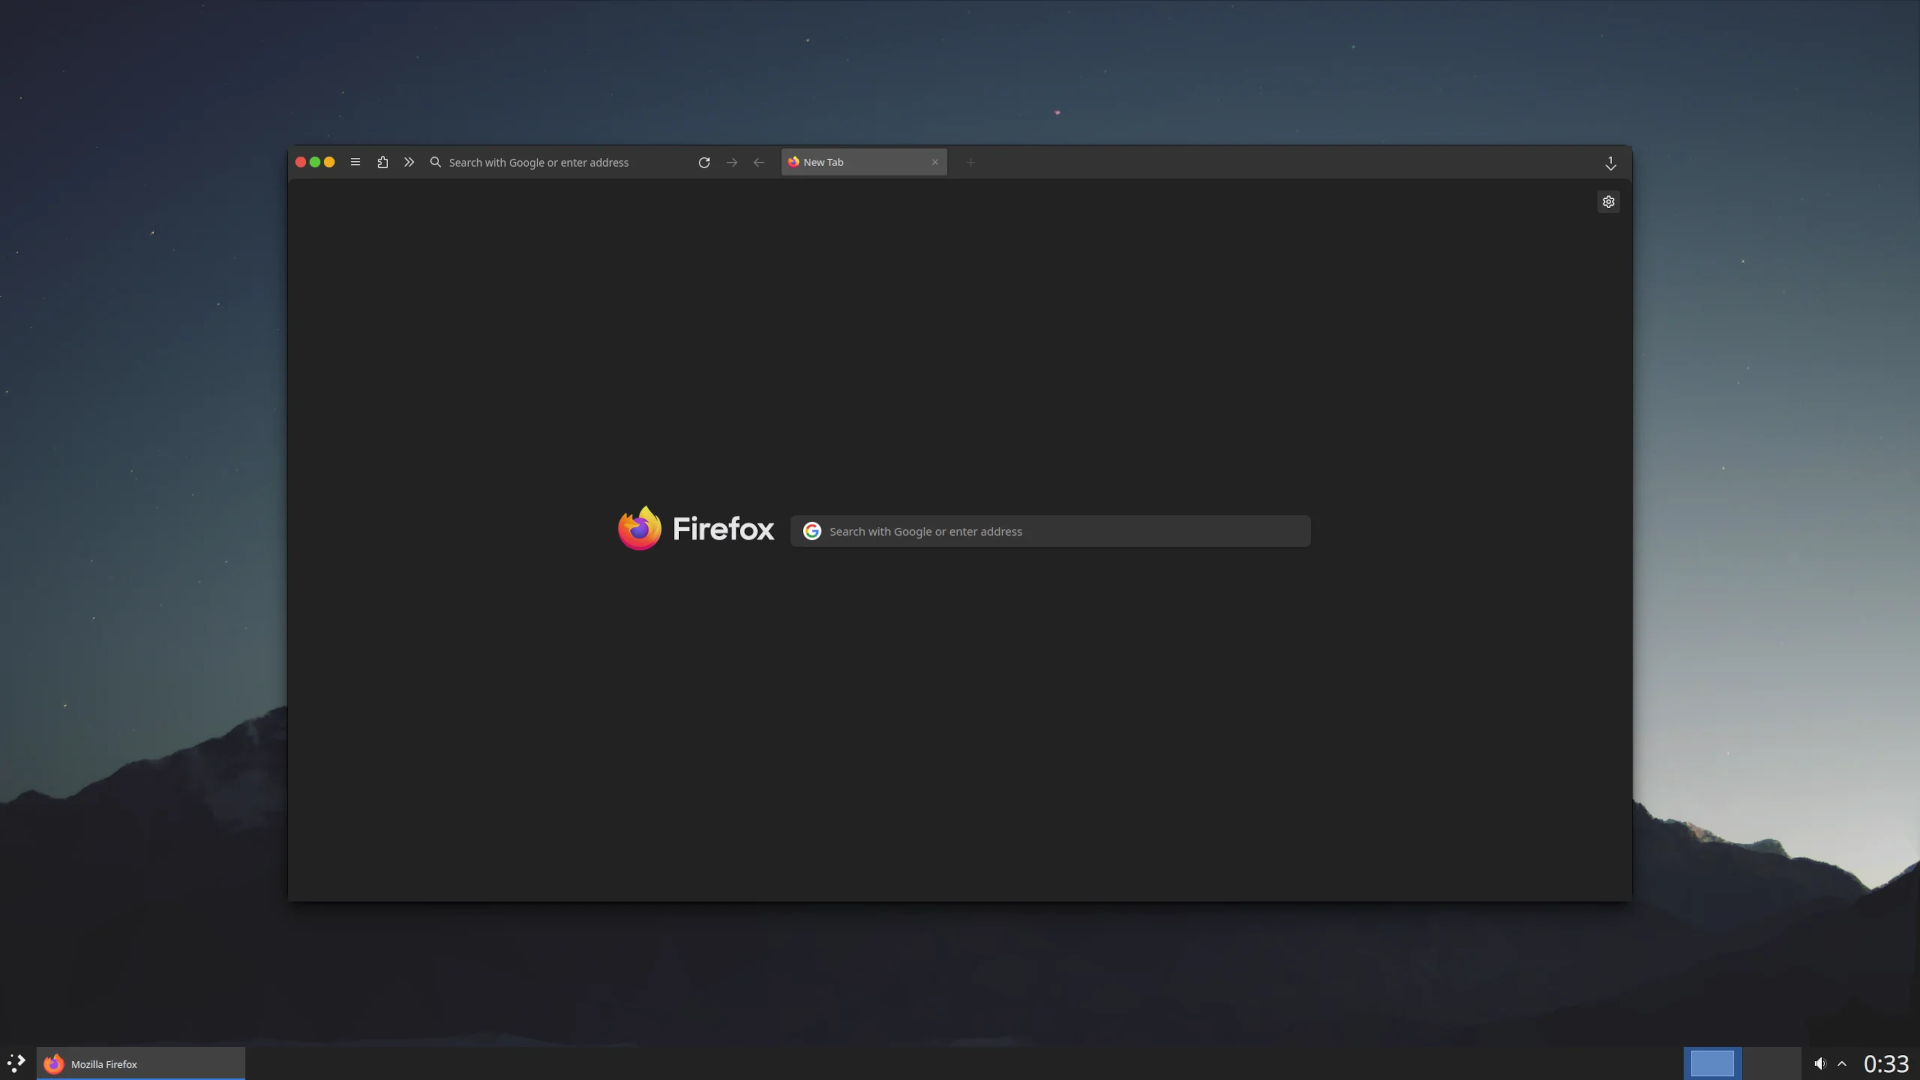 Search with Google or enter address
New Tab
1
Firefox
Search with Google or enter address
Mozilla Firefox
0:33